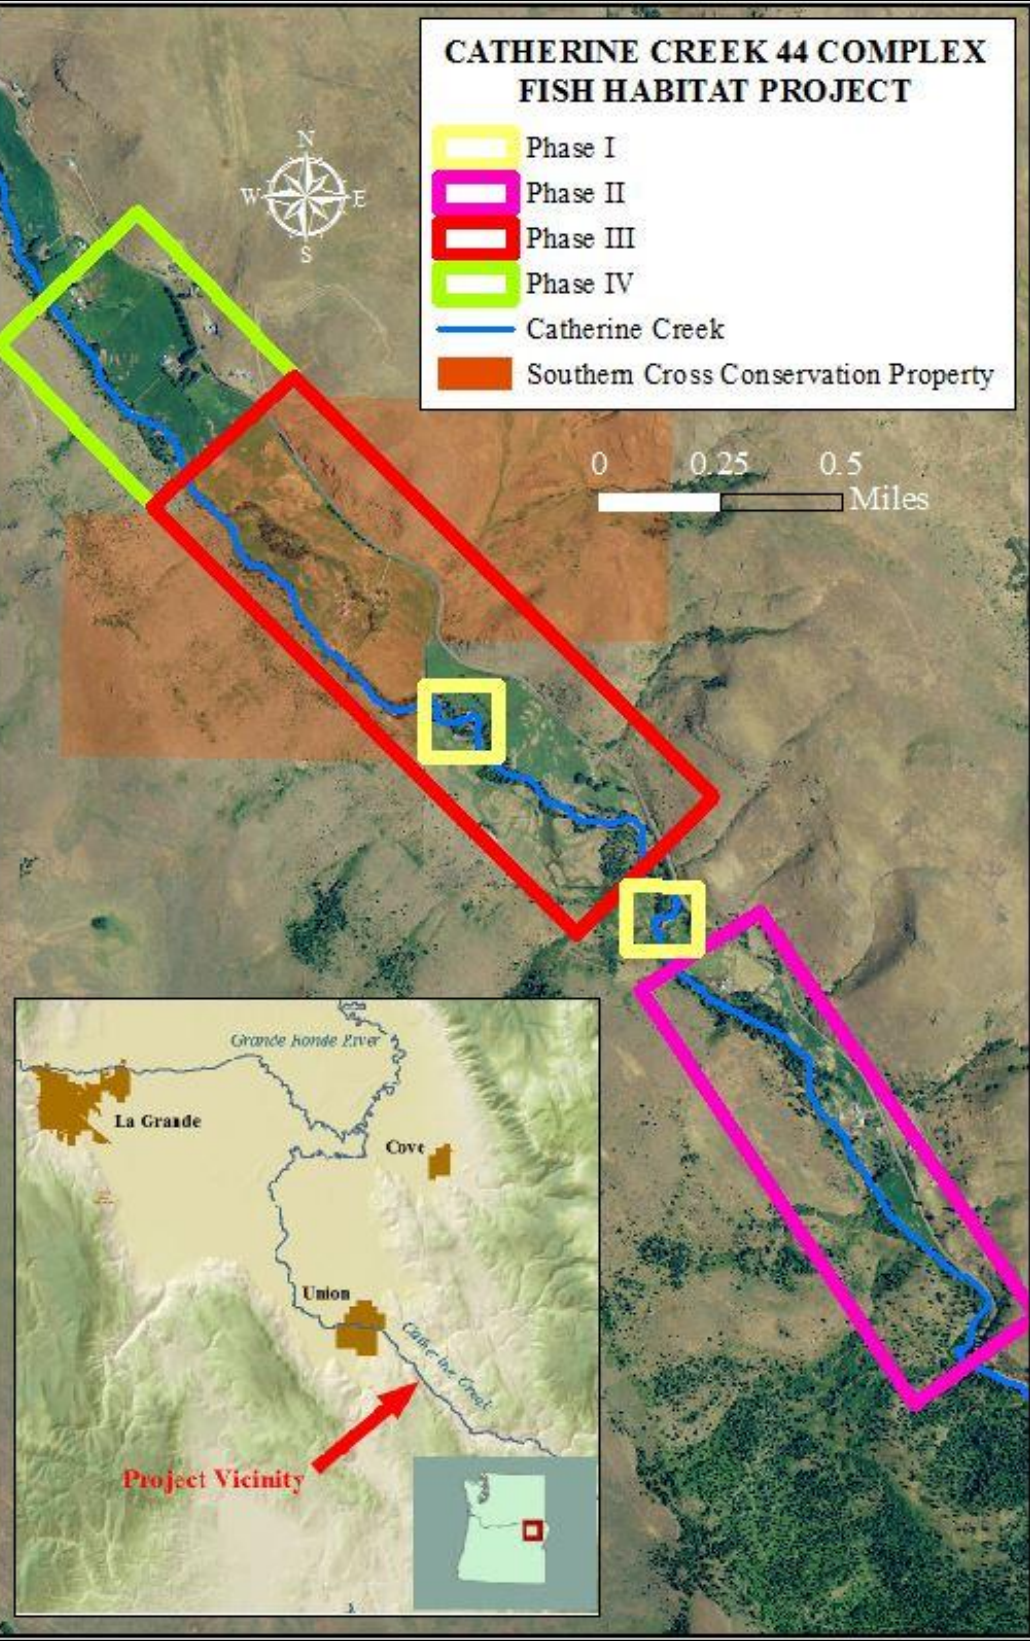 CATHERINE CREEK 44 COMPLEX
FISH HABITAT PROJECT
Phase I
Phase II
Phase III
Phase IV
Catherine Creek
Southern Cross Conservation Property
N
W
E
S
0 0.25 0.5
Miles
Grande Ronde River
La Grande
Cove
Union
Catherine Creek
Project Vicinity